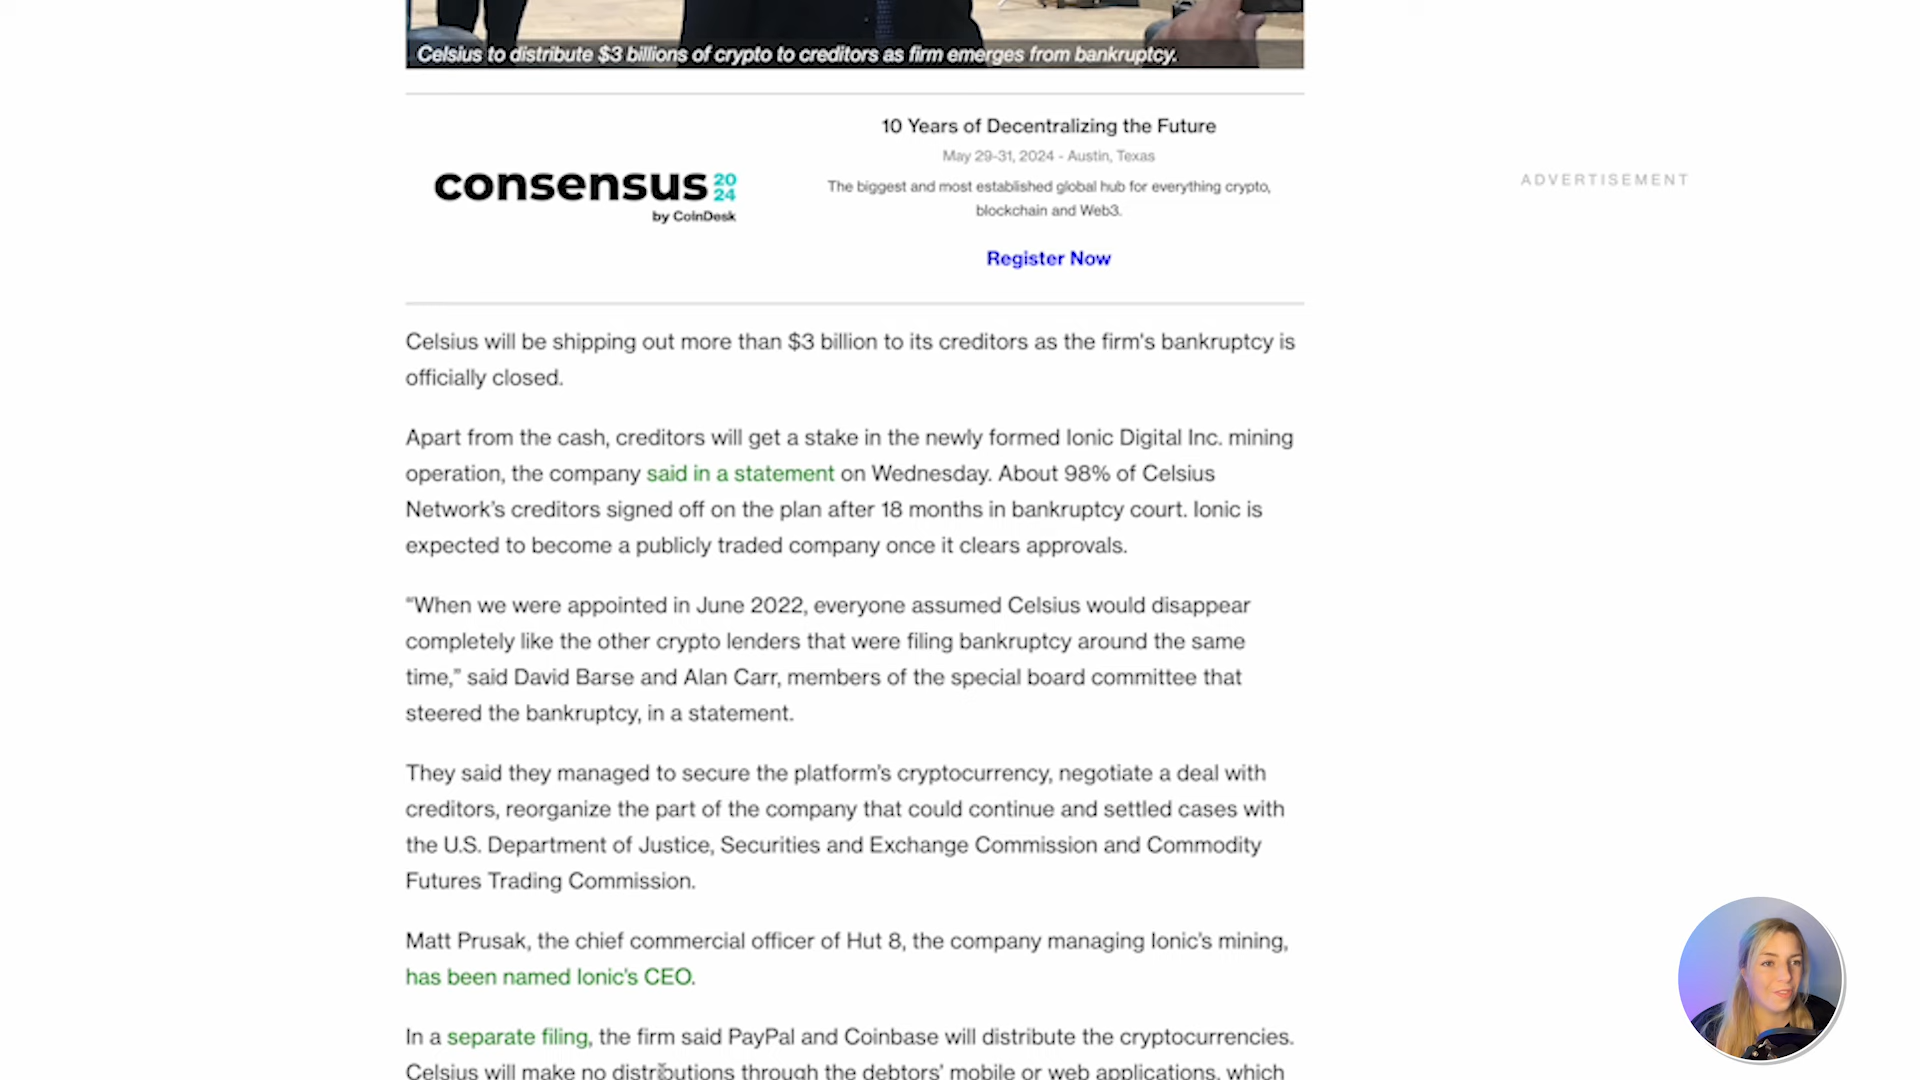 Celsius to distribute $3 billions of crypto to creditors as firm emerges from bankruptcy.
consensus 20
24
by CoinDesk
10 Years of Decentralizing the Future
May 29-31, 2024 - Austin, Texas
The biggest and most established global hub for everything crypto,
blockchain and Web3.
Register Now
ADVERTISEMENT
Celsius will be shipping out more than $3 billion to its creditors as the firm's bankruptcy is
officially closed.
Apart from the cash, creditors will get a stake in the newly formed Ionic Digital Inc. mining
operation, the company said in a statement on Wednesday. About 98% of Celsius
Network's creditors signed off on the plan after 18 months in bankruptcy court. Ionic is
expected to become a publicly traded company once it clears approvals.
“When we were appointed in June 2022, everyone assumed Celsius would disappear
completely like the other crypto lenders that were filing bankruptcy around the same
time,” said David Barse and Alan Carr, members of the special board committee that
steered the bankruptcy, in a statement.
They said they managed to secure the platform's cryptocurrency, negotiate a deal with
creditors, reorganize the part of the company that could continue and settled cases with
the U.S. Department of Justice, Securities and Exchange Commission and Commodity
Futures Trading Commission.
Matt Prusak, the chief commercial officer of Hut 8, the company managing Ionic's mining,
has been named Ionic's CEO.
In a separate filing, the firm said PayPal and Coinbase will distribute the cryptocurrencies.
Celsius will make no distributions through the debtors' mobile or web applications, which